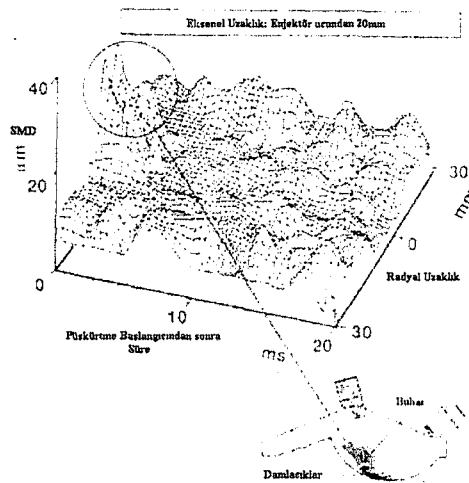 Eksenel Uzaklık: Enjektör ucundan 20mm
40
SMD
20
0
10
20
ms
30
0
30
Radyal Uzaklık
Püskürtme Başlangıcından sonra
Süre
Buhar
Damlacıklar